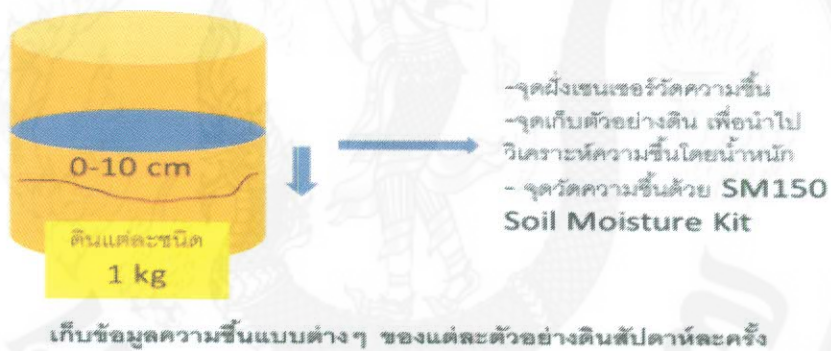 0-10 cm
ดินแต่ละชนิด
1 kg
-จุดฝั่งเซนเซอร์วัดความชื้น
-จุดเก็บตัวอย่างดิน เพื่อนำไป
วิเคราะห์ความชื้นโดยน้ำหนัก
- จุดวัดความชื้นด้วย SM150
Soil Moisture Kit
เก็บข้อมูลความชื้นแบบต่างๆ ของแต่ละตัวอย่างดินสัปดาห์ละครั้ง